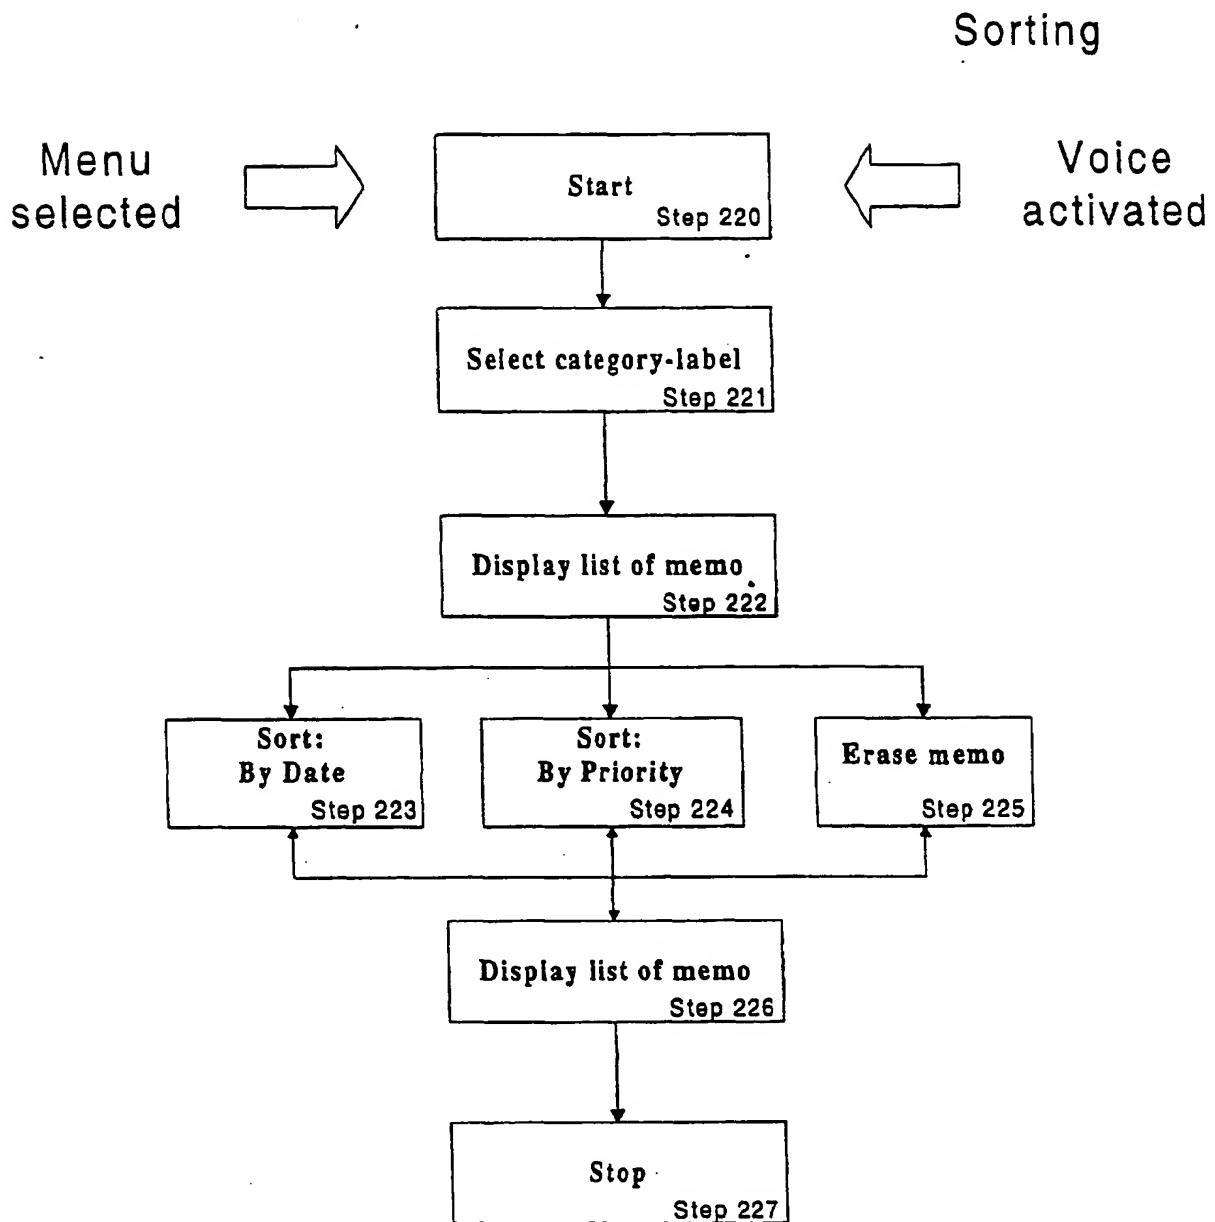 Sorting
Menu
selected
Start
Step 220
Voice
activated
Select category-label
Step 221
Display list of memo
Step 222
Sort:
By Date
Step 223
Sort:
By Priority
Step 224
Erase memo
Step 225
Display list of memo
Step 226
Stop
Step 227